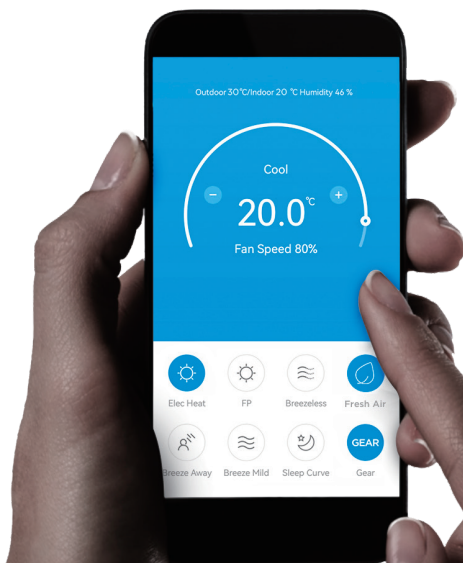 Outdoor 30℃/Indoor 20 ℃ Humidity 46 %
Cool
− 20.0℃ +
Fan Speed 80%
Elec Heat FP Breezeless Fresh Air
GEAR
Breeze Away Breeze Mild Sleep Curve Gear